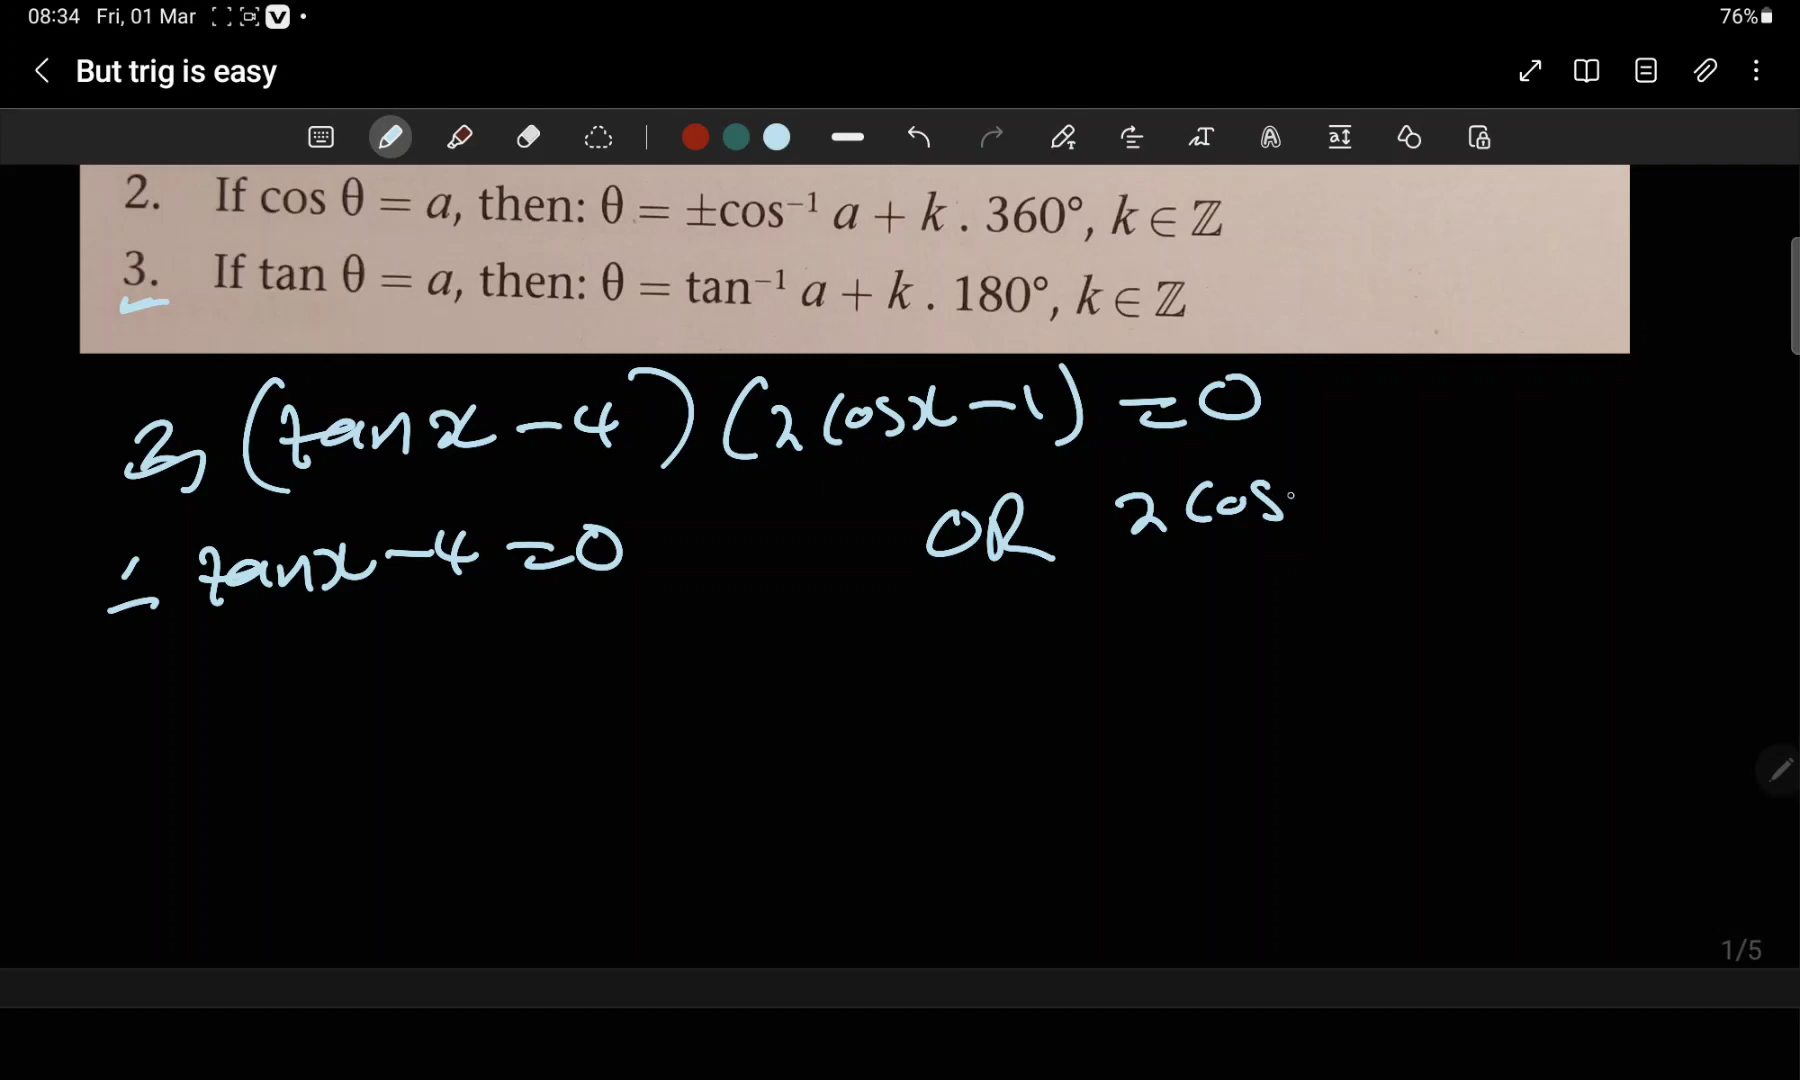 08:34 Fri, 01 Mar
76%
But trig is easy
2. If cos θ = a, then: θ = ±cos⁻¹ a + k . 360°, k ∈ ℤ
3. If tan θ = a, then: θ = tan⁻¹ a + k . 180°, k ∈ ℤ
2) (tan x - 4) (2 cos x - 1) = 0
∴ tan x - 4 = 0 OR 2 cos
1/5